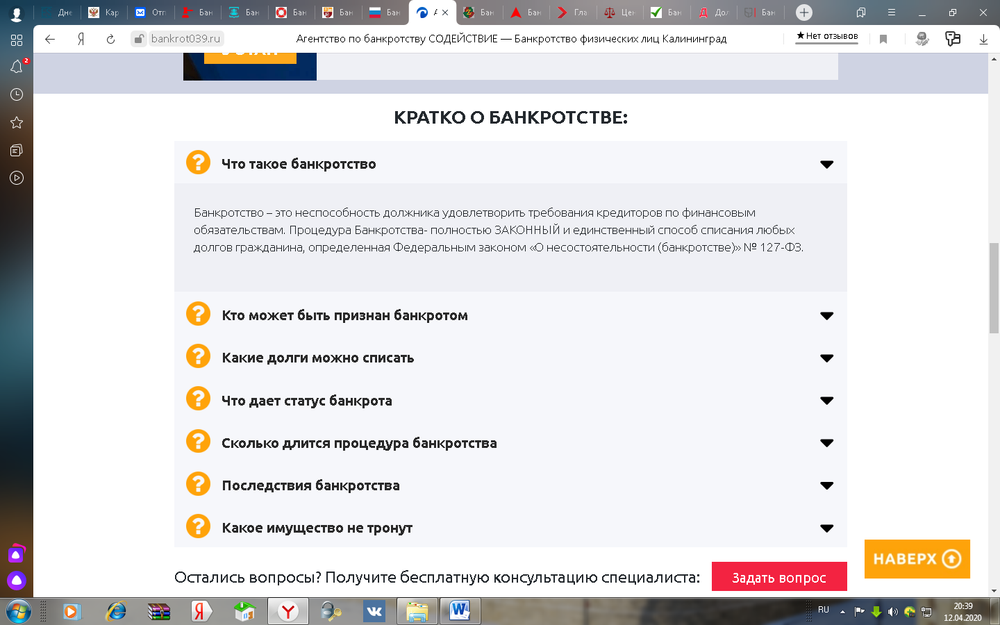 Дне
Кар
Отп
Бан
Бан
Бан
Бан
Бан
Бан
Бан
Гла
Цен
Бан
Дол
Бан
Я
bankrot039.ru
Агентство по банкротству СОДЕЙСТВИЕ — Банкротство физических лиц Калининград
★Нет отзывов
2
КРАТКО О БАНКРОТСТВЕ:
Что такое банкротство
Банкротство – это неспособность должника удовлетворить требования кредиторов по финансовым
обязательствам. Процедура Банкротства- полностью ЗАКОННЫЙ и единственный способ списания любых
долгов гражданина, определенная Федеральным законом «О несостоятельности (банкротстве)» № 127-ФЗ.
Кто может быть признан банкротом
Какие долги можно списать
Что дает статус банкрота
Сколько длится процедура банкротства
Последствия банкротства
Какое имущество не тронут
НАВЕРХ
Остались вопросы? Получите бесплатную консультацию специалиста:
Задать вопрос
RU
20:39
12.04.2020